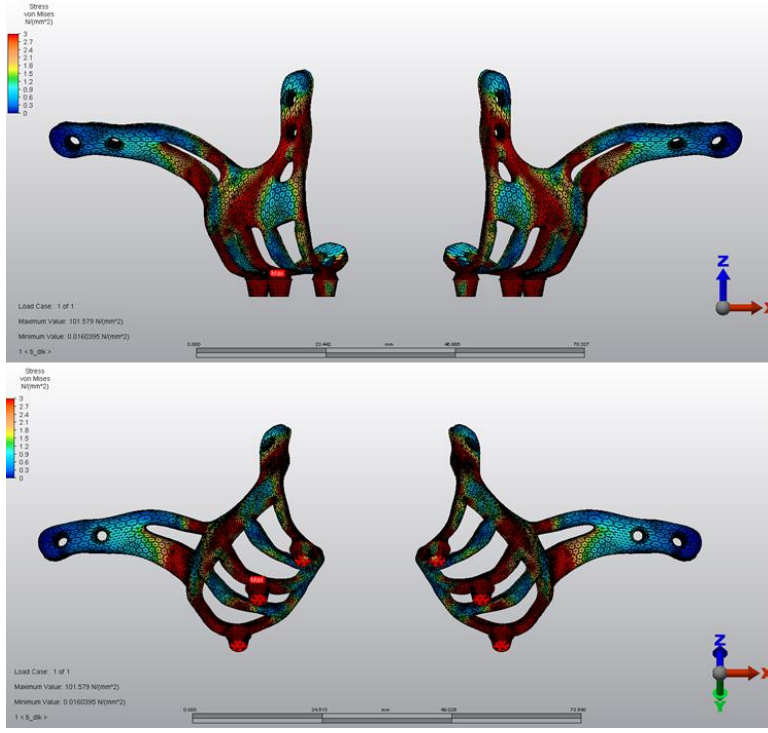 Stress
von Mises
N/(mm^2)
3
2.7
2.4
2.1
1.8
1.5
1.2
0.9
0.6
0.3
0
Max
Load Case: 1 of 1
Maximum Value: 101.579 N/(mm^2)
Minimum Value: 0.0160395 N/(mm^2)
1 < ti_dik >
0.000 23.442 mm 46.885 70.327
Z
X
Stress
von Mises
N/(mm^2)
3
2.7
2.4
2.1
1.8
1.5
1.2
0.9
0.6
0.3
0
Max
Load Case: 1 of 1
Maximum Value: 101.579 N/(mm^2)
Minimum Value: 0.0160395 N/(mm^2)
0.000 24.513 mm 49.026 73.540
Z
X
Y